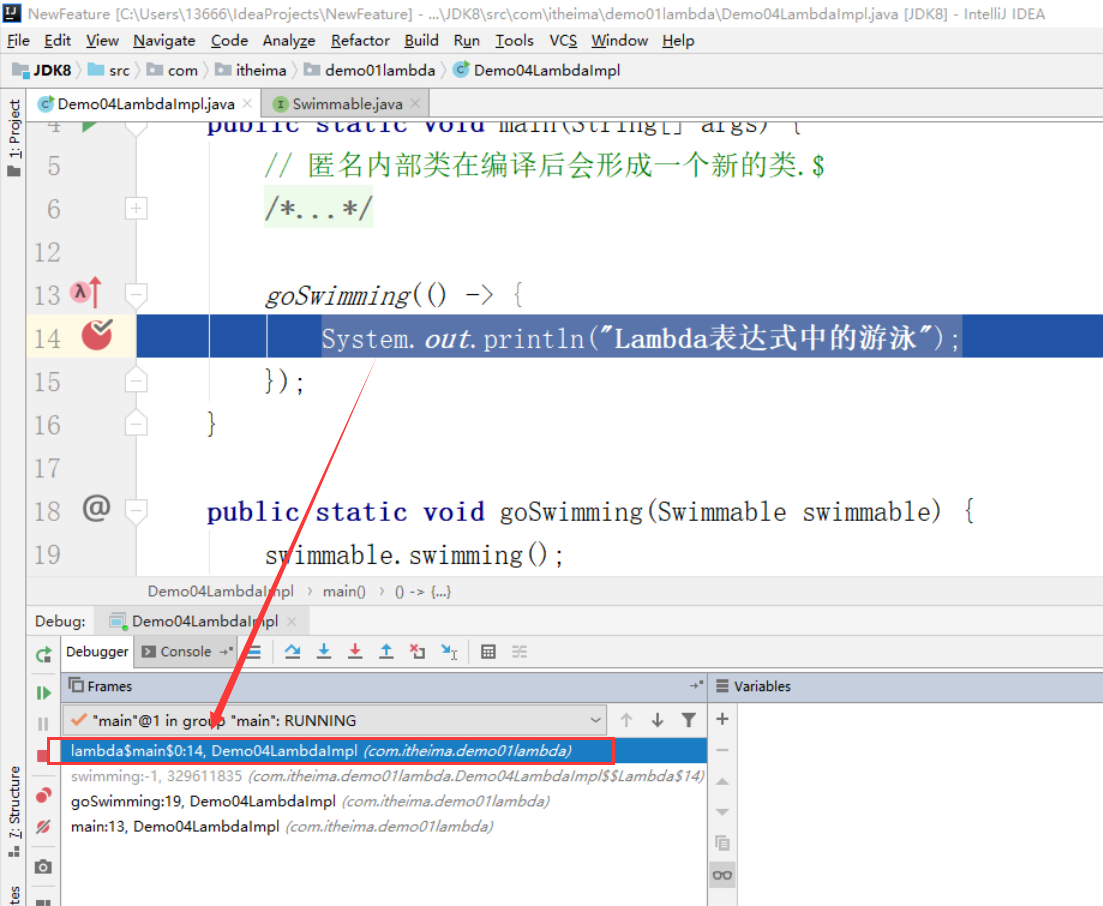 NewFeature [C:\Users\13666\IdeaProjects\NewFeature] - ...\JDK8\src\com\itheima\demo01lambda\Demo04LambdaImpl.java [JDK8] - IntelliJ IDEA
File Edit View Navigate Code Analyze Refactor Build Run Tools VCS Window Help
JDK8 src com itheima demo01lambda Demo04LambdaImpl
Demo04LambdaImpl.java Swimmable.java
1: Project
4 public static void main(String[] args) {
5 // 匿名内部类在编译后会形成一个新的类.$
6 /*...*/
12
13 goSwimming(() -> {
14 System.out.println("Lambda表达式中的游泳");
15 });
16 }
17
18 @ public static void goSwimming(Swimmable swimmable) {
19 swimmable.swimming();
Demo04LambdaImpl › main() › () -> {...}
Debug: Demo04LambdaImpl
Debugger Console
Frames Variables
"main"@1 in group "main": RUNNING
lambda$main$0:14, Demo04LambdaImpl (com.itheima.demo01lambda)
swimming:-1, 329611835 (com.itheima.demo01lambda.Demo04LambdaImpl$$Lambda$14)
goSwimming:19, Demo04LambdaImpl (com.itheima.demo01lambda)
main:13, Demo04LambdaImpl (com.itheima.demo01lambda)
7: Structure